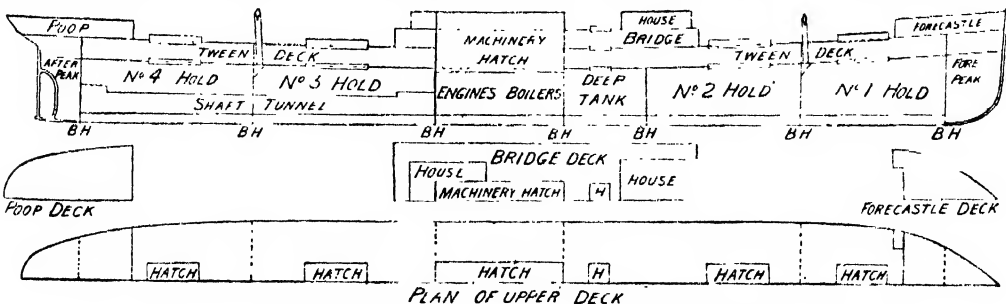 POOP
HOUSE
FORECASTLE
MACHINERY
HATCH
BRIDGE
TWEEN DECK
TWEEN DECK
AFTER
PEAK
No 4 HOLD
No 3 HOLD
ENGINES BOILERS
DEEP
TANK
No 2 HOLD
No 1 HOLD
FORE
PEAK
SHAFT TUNNEL
BH BH BH BH BH BH BH
BRIDGE DECK
HOUSE
MACHINERY HATCH
H
HOUSE
POOP DECK
FORECASTLE DECK
HATCH HATCH HATCH H HATCH HATCH
PLAN OF UPPER DECK